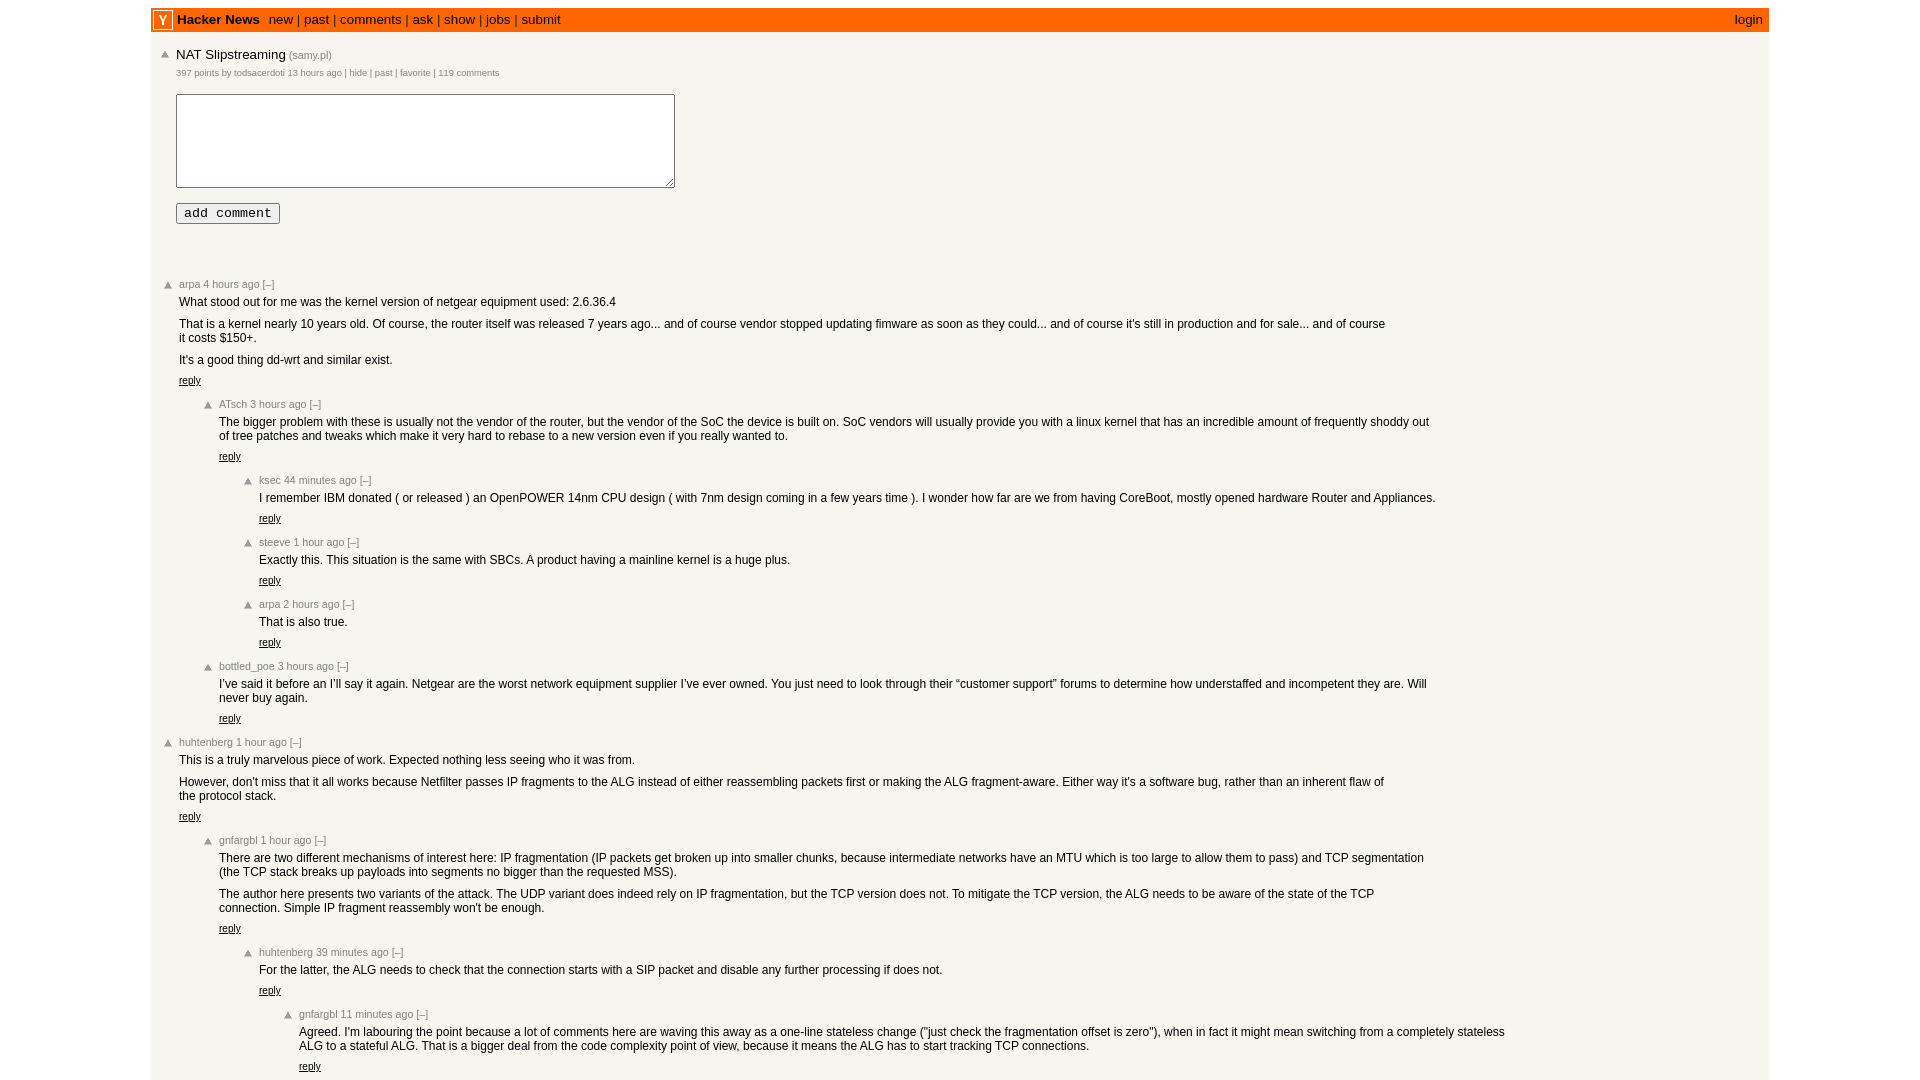 Y Hacker News new | past | comments | ask | show | jobs | submit login
NAT Slipstreaming (samy.pl)
397 points by todsacerdoti 13 hours ago | hide | past | favorite | 119 comments
add comment
arpa 4 hours ago [–]
What stood out for me was the kernel version of netgear equipment used: 2.6.36.4
That is a kernel nearly 10 years old. Of course, the router itself was released 7 years ago... and of course vendor stopped updating fimware as soon as they could... and of course it's still in production and for sale... and of course
it costs $150+.
It's a good thing dd-wrt and similar exist.
reply
ATsch 3 hours ago [–]
The bigger problem with these is usually not the vendor of the router, but the vendor of the SoC the device is built on. SoC vendors will usually provide you with a linux kernel that has an incredible amount of frequently shoddy out
of tree patches and tweaks which make it very hard to rebase to a new version even if you really wanted to.
reply
ksec 44 minutes ago [–]
I remember IBM donated ( or released ) an OpenPOWER 14nm CPU design ( with 7nm design coming in a few years time ). I wonder how far are we from having CoreBoot, mostly opened hardware Router and Appliances.
reply
steeve 1 hour ago [–]
Exactly this. This situation is the same with SBCs. A product having a mainline kernel is a huge plus.
reply
arpa 2 hours ago [–]
That is also true.
reply
bottled_poe 3 hours ago [–]
I’ve said it before an I’ll say it again. Netgear are the worst network equipment supplier I’ve ever owned. You just need to look through their “customer support” forums to determine how understaffed and incompetent they are. Will
never buy again.
reply
huhtenberg 1 hour ago [–]
This is a truly marvelous piece of work. Expected nothing less seeing who it was from.
However, don't miss that it all works because Netfilter passes IP fragments to the ALG instead of either reassembling packets first or making the ALG fragment-aware. Either way it's a software bug, rather than an inherent flaw of
the protocol stack.
reply
gnfargbl 1 hour ago [–]
There are two different mechanisms of interest here: IP fragmentation (IP packets get broken up into smaller chunks, because intermediate networks have an MTU which is too large to allow them to pass) and TCP segmentation
(the TCP stack breaks up payloads into segments no bigger than the requested MSS).
The author here presents two variants of the attack. The UDP variant does indeed rely on IP fragmentation, but the TCP version does not. To mitigate the TCP version, the ALG needs to be aware of the state of the TCP
connection. Simple IP fragment reassembly won't be enough.
reply
huhtenberg 39 minutes ago [–]
For the latter, the ALG needs to check that the connection starts with a SIP packet and disable any further processing if does not.
reply
gnfargbl 11 minutes ago [–]
Agreed. I'm labouring the point because a lot of comments here are waving this away as a one-line stateless change ("just check the fragmentation offset is zero"), when in fact it might mean switching from a completely stateless
ALG to a stateful ALG. That is a bigger deal from the code complexity point of view, because it means the ALG has to start tracking TCP connections.
reply